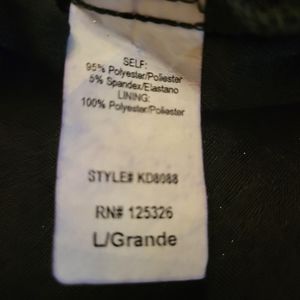 SELF:
95% Polyester/Poliester
5% Spandex/Elastano
LINING:
100% Polyester/Poliester
STYLE# KD8088
RN# 125326
L/Grande